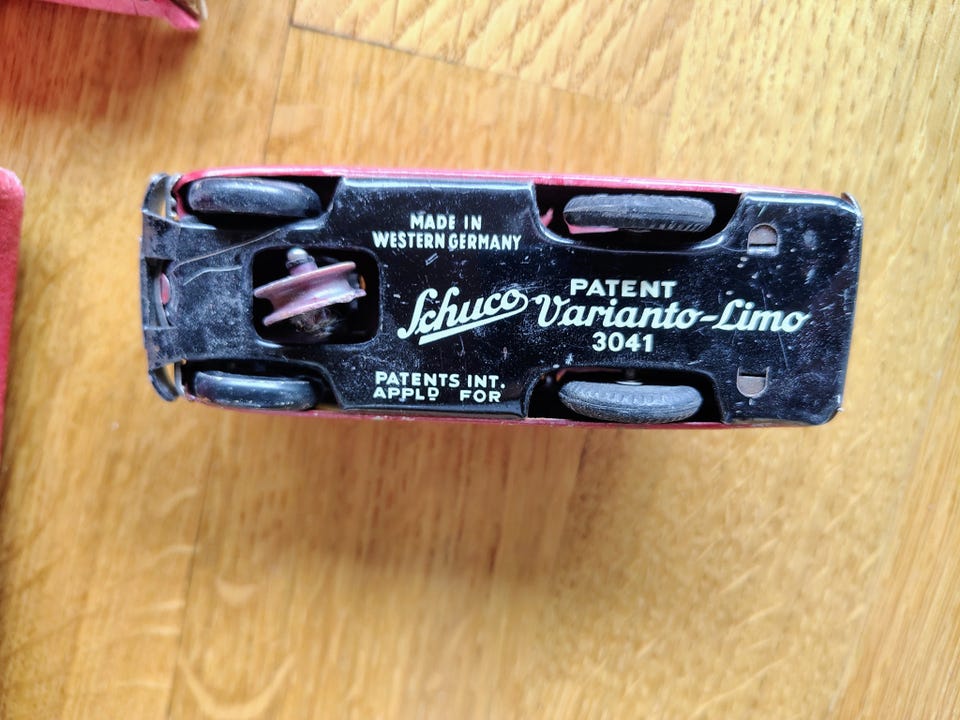 MADE IN
WESTERN GERMANY
Schuco
PATENT
Varianto-Limo
3041
PATENTS INT.
APPLD FOR